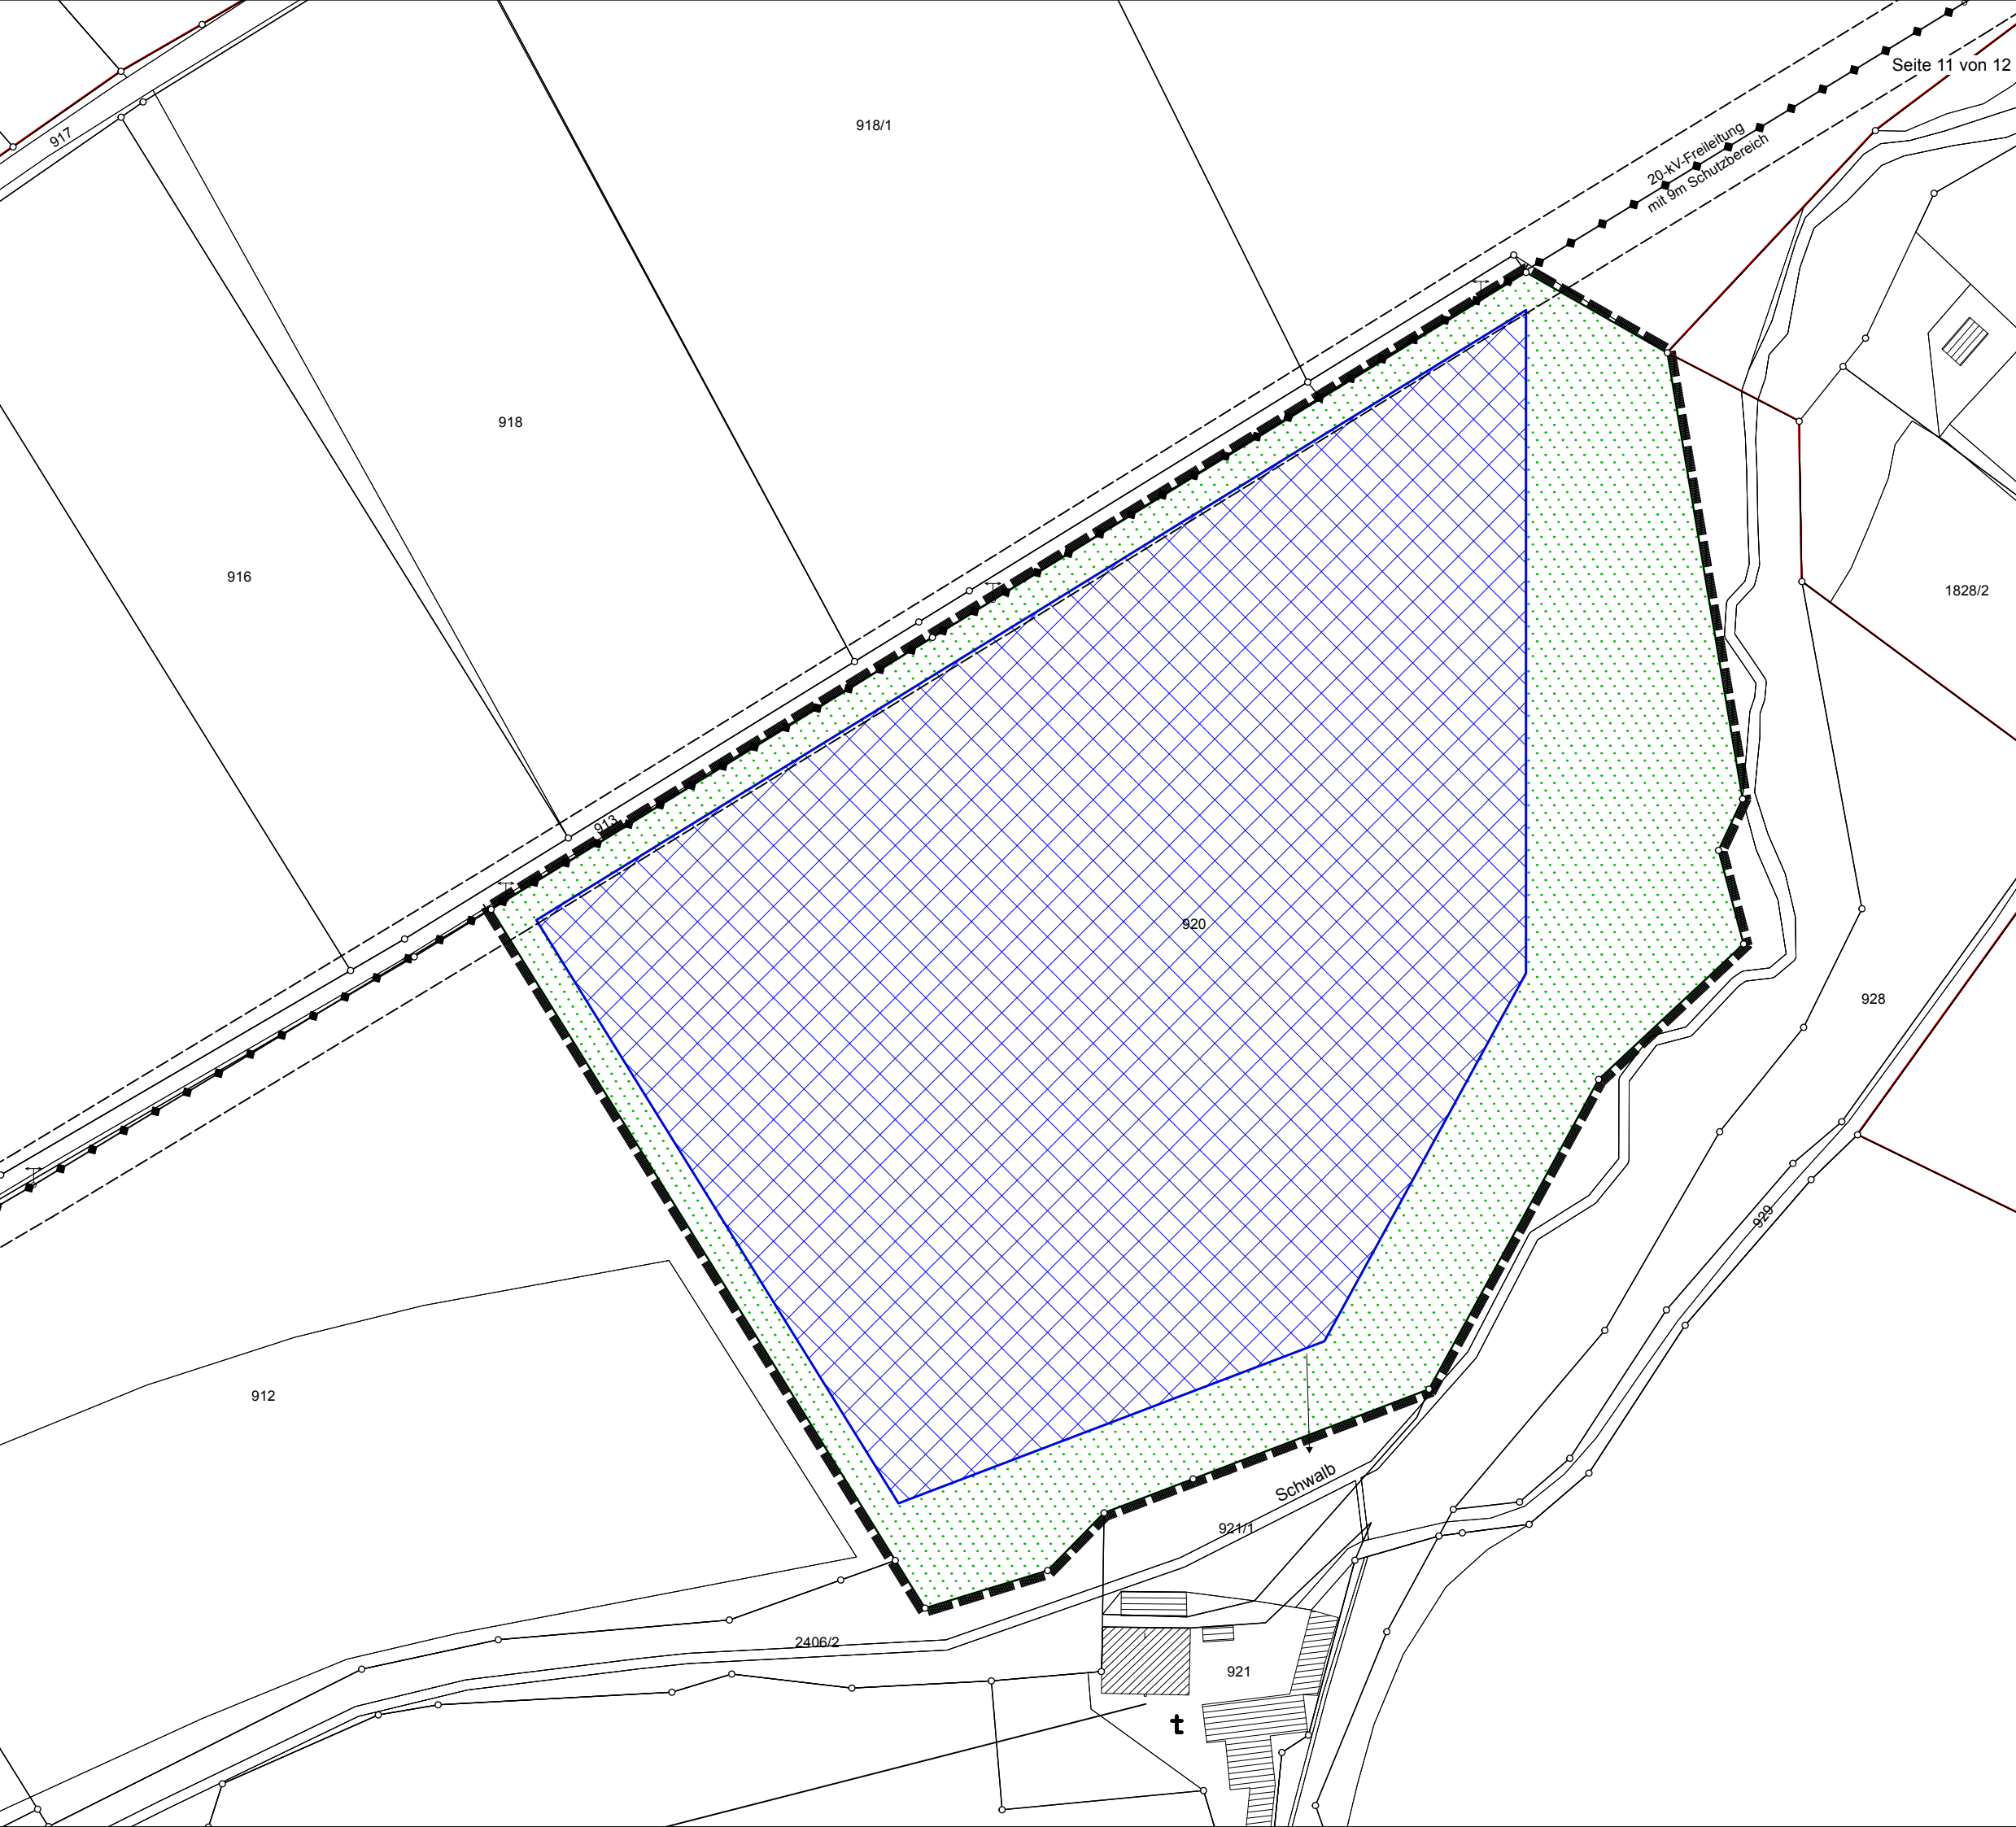 Seite 11 von 12
917
918/1
20-kV-Freileitung
mit 9m Schutzbereich
918
916
1828/2
913
920
928
929
912
Schwalb
921/1
2406/2
921
t